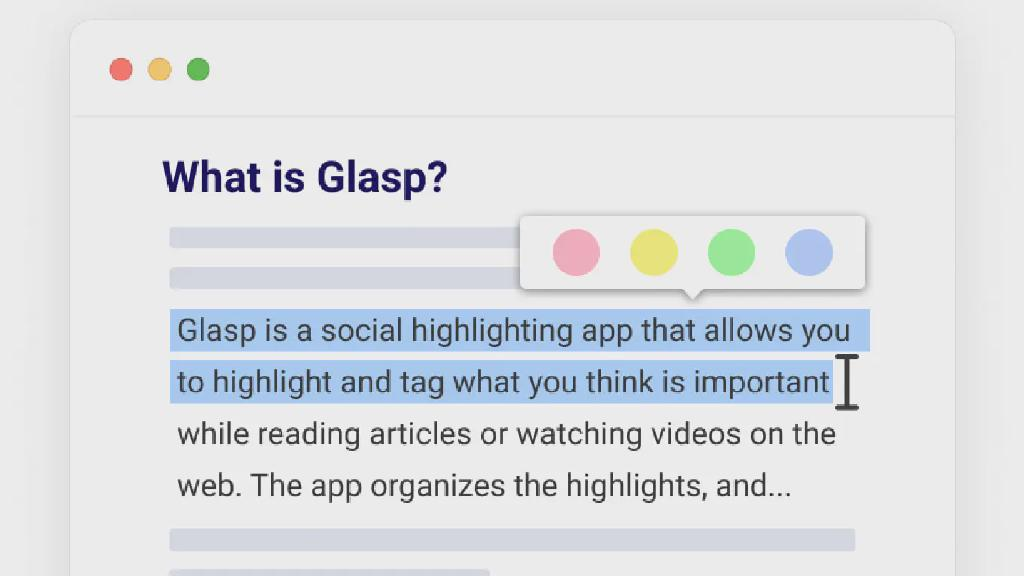 What is Glasp?
Glasp is a social highlighting app that allows you
to highlight and tag what you think is important
while reading articles or watching videos on the
web. The app organizes the highlights, and...